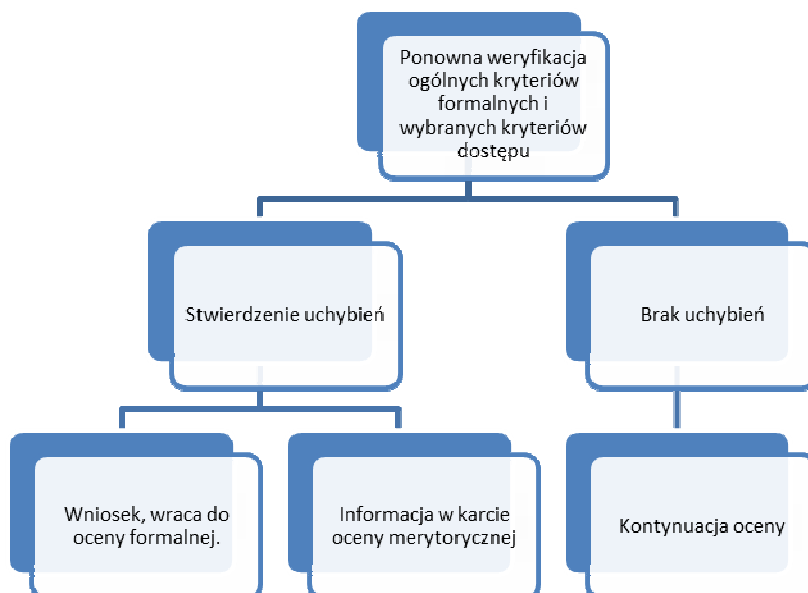 Ponowna weryfikacja
ogólnych kryteriów
formalnych i
wybranych kryteriów
dostępu
Stwierdzenie uchybień
Brak uchybień
Wniosek, wraca do
oceny formalnej.
Informacja w karcie
oceny merytorycznej
Kontynuacja oceny